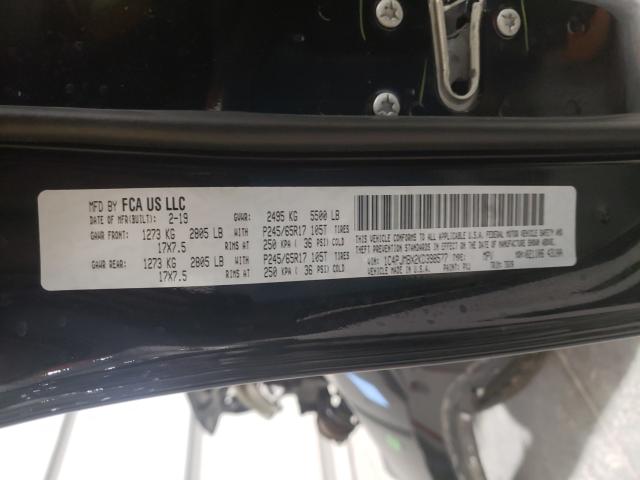 MFD BY FCA US LLC
DATE OF MFR(BUILT): 2-19 GVWR: 2495 KG 5500 LB
GAWR FRONT: 1273 KG 2805 LB WITH P245/65R17 105T TIRES
17X7.5 RIMS AT 250 KPA ( 36 PSI) COLD
GAWR REAR: 1273 KG 2805 LB WITH P245/65R17 105T TIRES
17X7.5 RIMS AT 250 KPA ( 36 PSI) COLD
THIS VEHICLE CONFORMS TO ALL APPLICABLE U.S.A. FEDERAL MOTOR VEHICLE SAFETY AND
THEFT PREVENTION STANDARDS IN EFFECT ON THE DATE OF MANUFACTURE SHOWN ABOVE.
VIN: 1C4PJMBX2KD398577 TYPE: MPV
PAINT: TRIM: